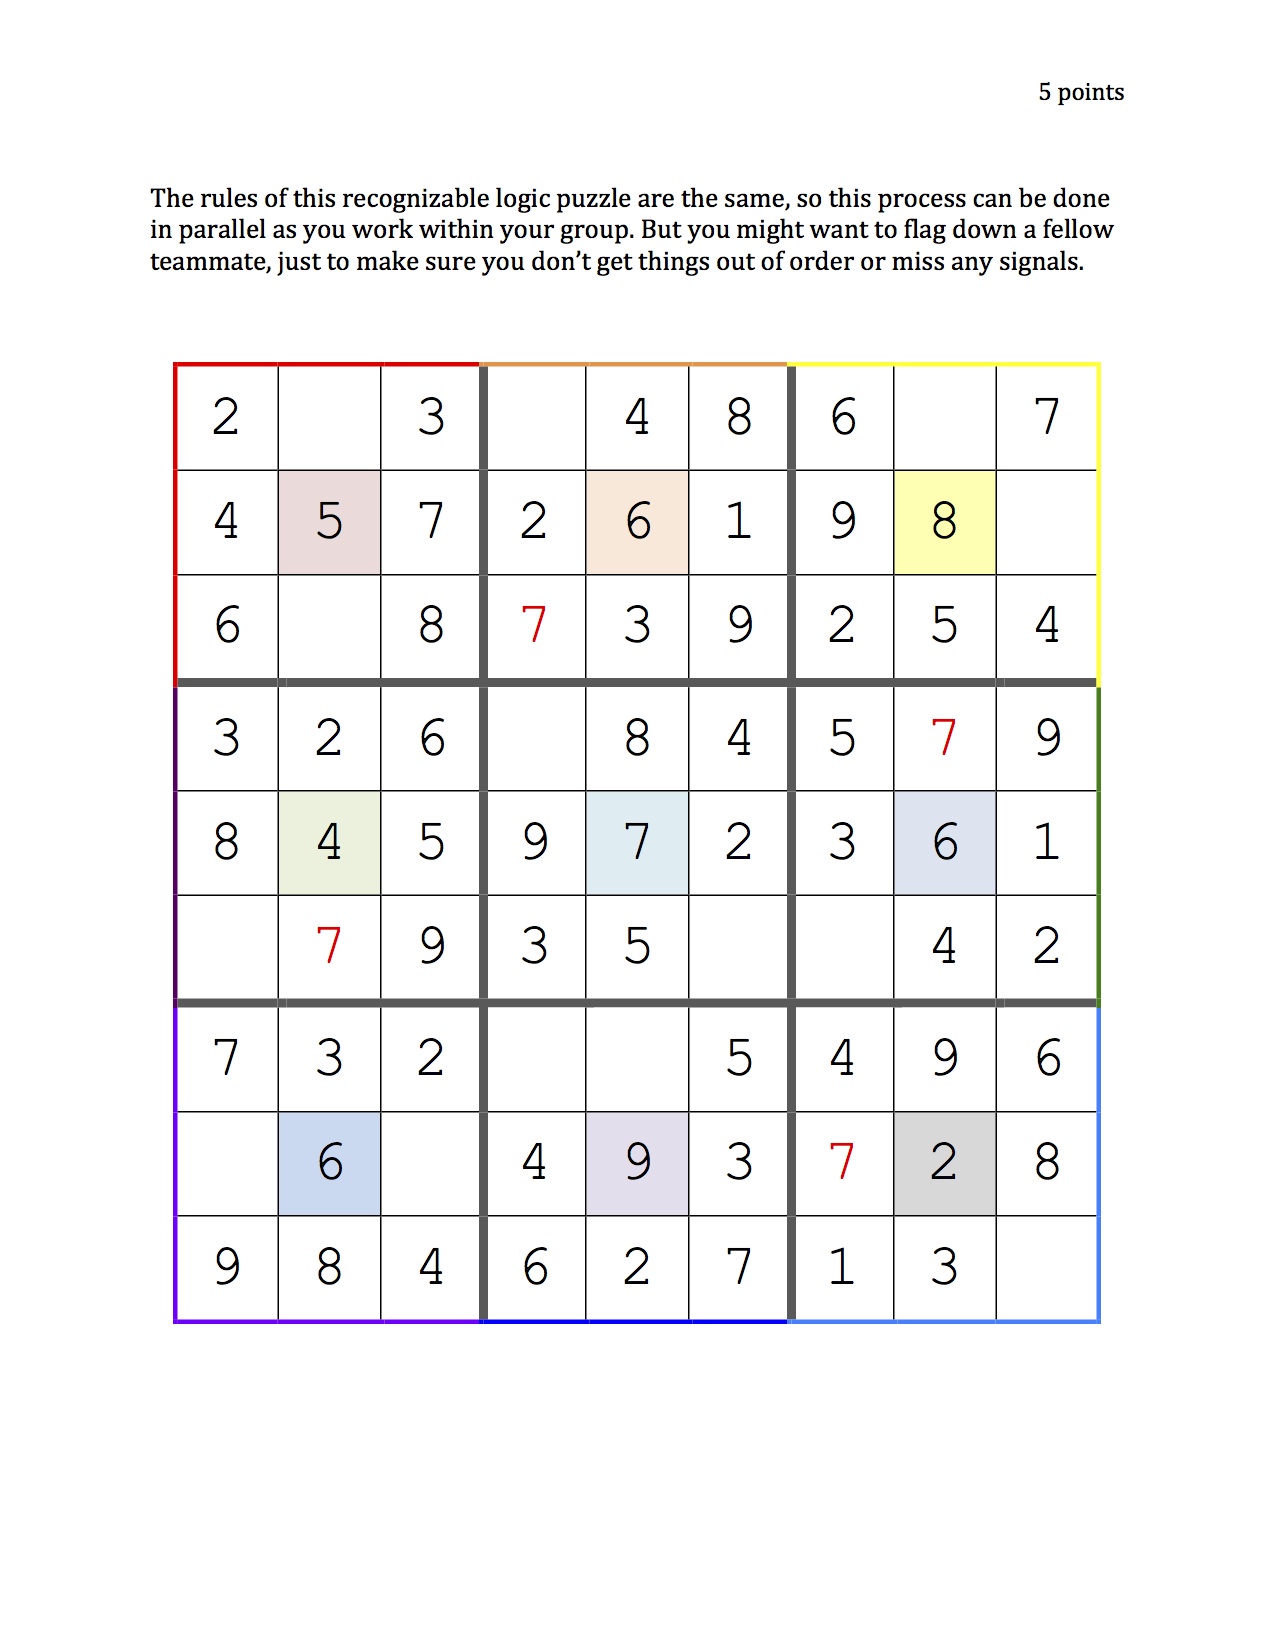 5 points
The rules of this recognizable logic puzzle are the same, so this process can be done
in parallel as you work within your group. But you might want to flag down a fellow
teammate, just to make sure you don’t get things out of order or miss any signals.
2 3 4 8 6 7
4 5 7 2 6 1 9 8
6 8 7 3 9 2 5 4
3 2 6 8 4 5 7 9
8 4 5 9 7 2 3 6 1
7 9 3 5 4 2
7 3 2 5 4 9 6
6 4 9 3 7 2 8
9 8 4 6 2 7 1 3